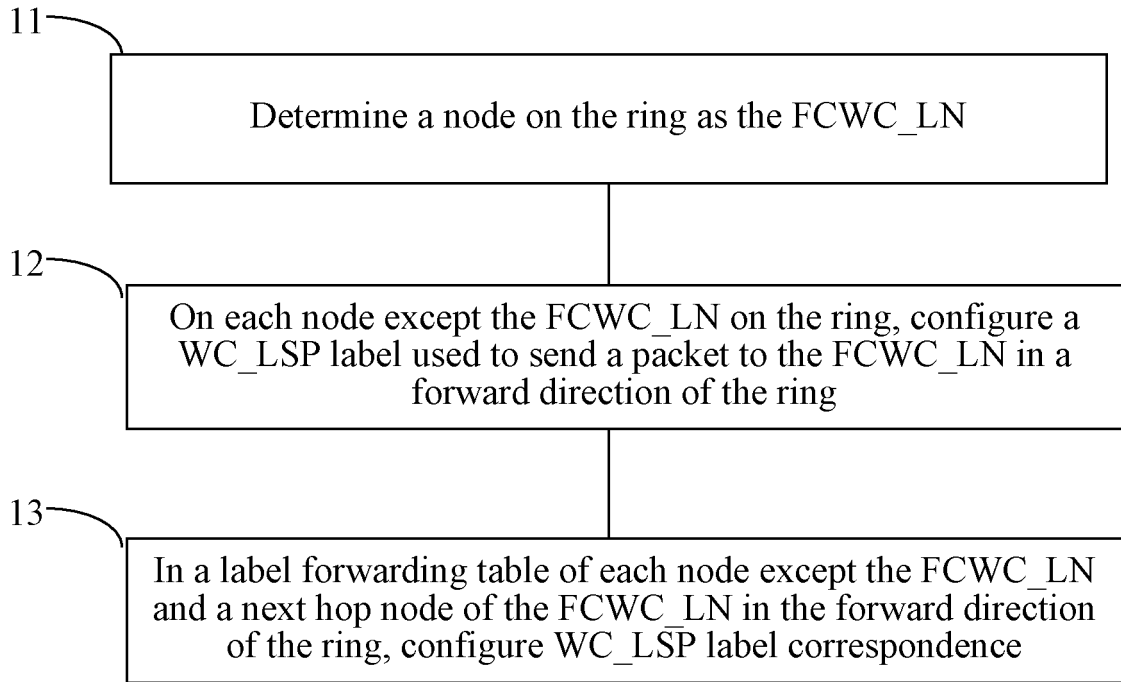 11
Determine a node on the ring as the FCWC_LN
12
On each node except the FCWC_LN on the ring, configure a
WC_LSP label used to send a packet to the FCWC_LN in a
forward direction of the ring
13
In a label forwarding table of each node except the FCWC_LN
and a next hop node of the FCWC_LN in the forward direction
of the ring, configure WC_LSP label correspondence